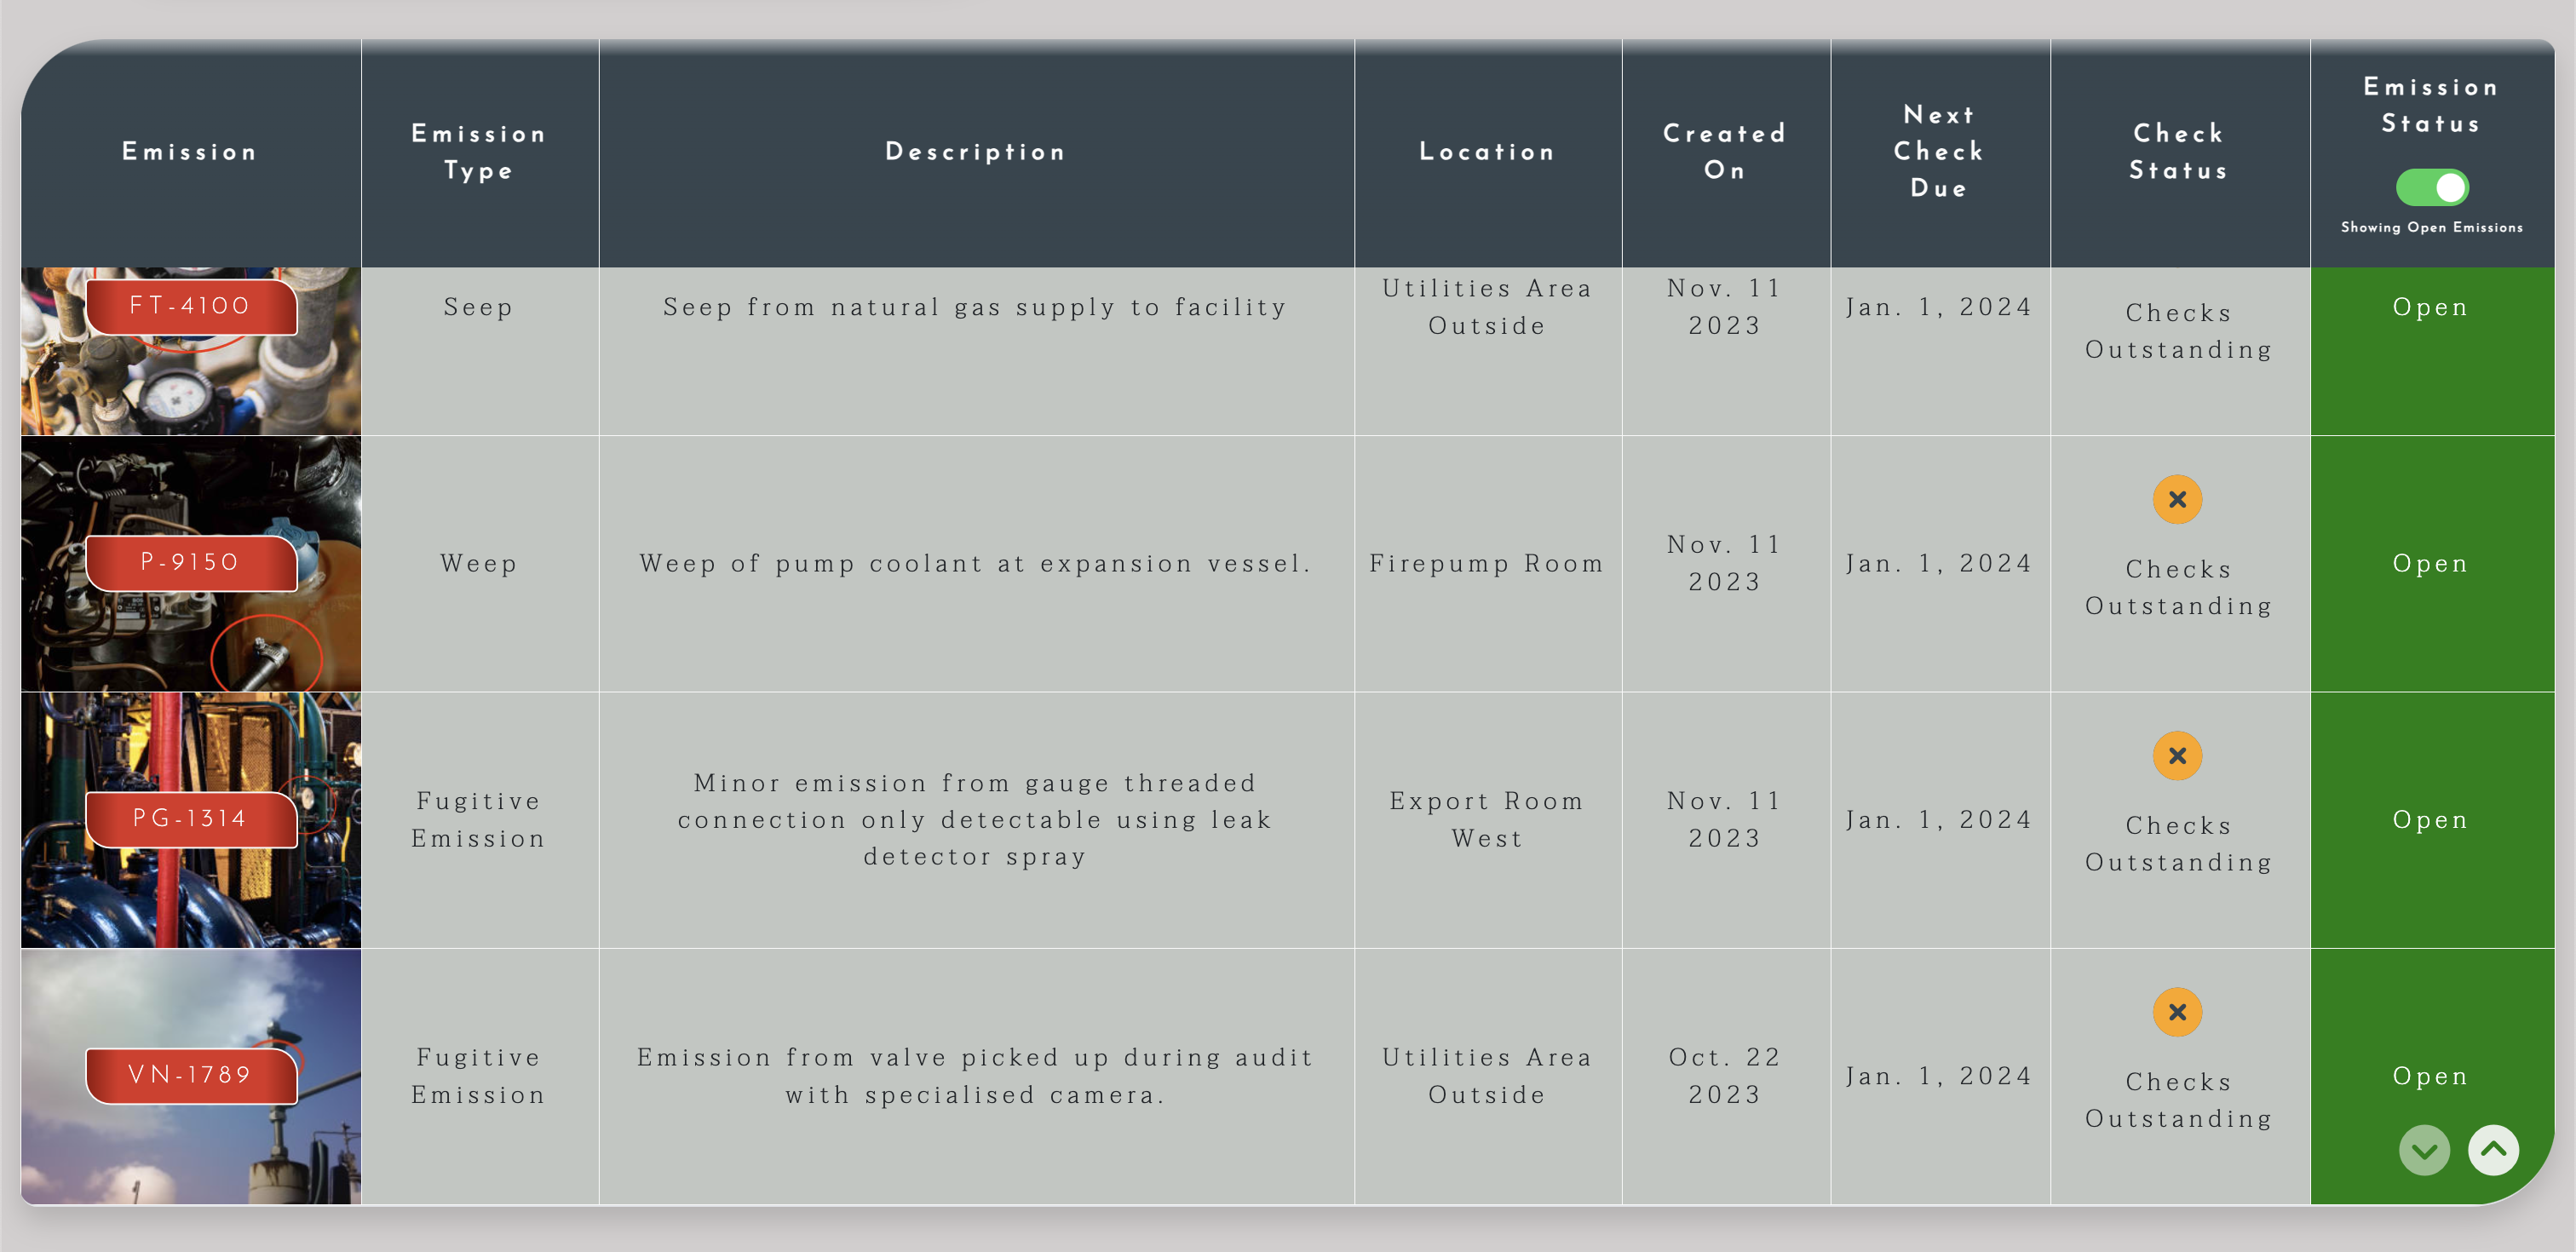 Emission
Emission
Type
Description
Location
Created
On
Next
Check
Due
Check
Status
Emission
Status
Showing Open Emissions
FT-4100
Seep
Seep from natural gas supply to facility
Utilities Area
Outside
Nov. 11
2023
Jan. 1, 2024
Checks
Outstanding
Open
P-9150
Weep
Weep of pump coolant at expansion vessel.
Firepump Room
Nov. 11
2023
Jan. 1, 2024
Checks
Outstanding
Open
PG-1314
Fugitive
Emission
Minor emission from gauge threaded
connection only detectable using leak
detector spray
Export Room
West
Nov. 11
2023
Jan. 1, 2024
Checks
Outstanding
Open
VN-1789
Fugitive
Emission
Emission from valve picked up during audit
with specialised camera.
Utilities Area
Outside
Oct. 22
2023
Jan. 1, 2024
Checks
Outstanding
Open